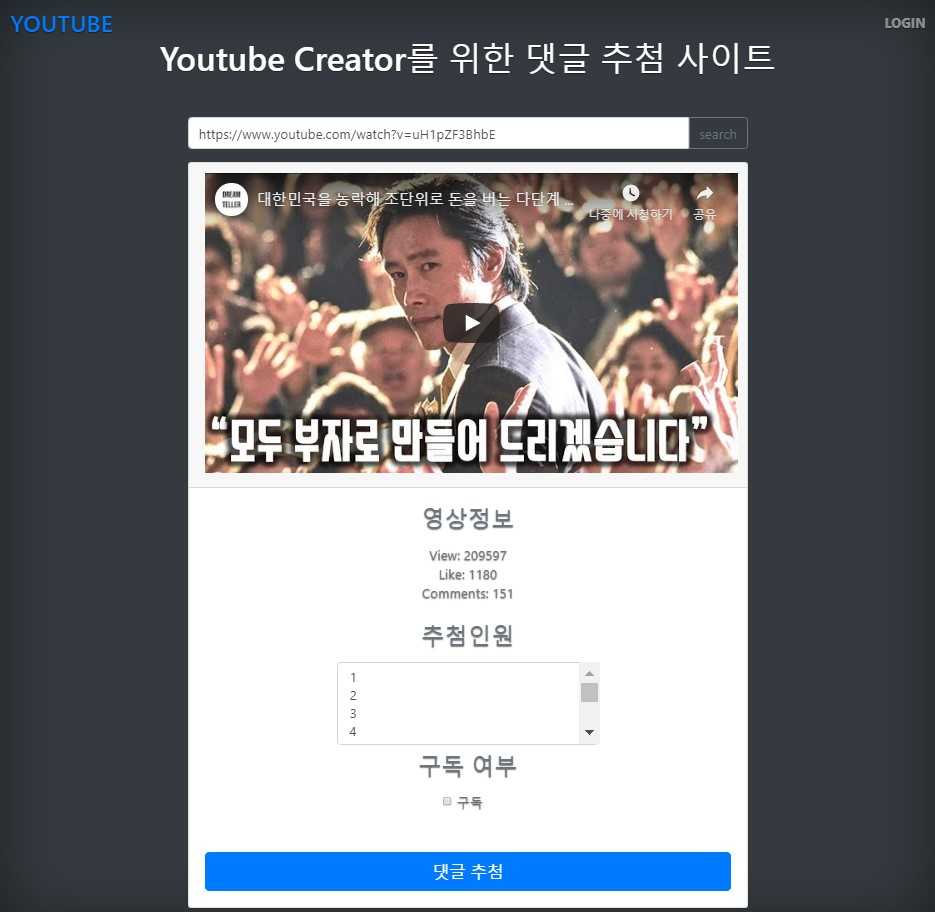 YOUTUBE
LOGIN
Youtube Creator를 위한 댓글 추첨 사이트
https://www.youtube.com/watch?v=uH1pZF3BhbE
search
DREAM
TELLER
대한민국을 농락해 조단위로 돈을 버는 다단계 ...
나중에 시청하기
공유
“모두 부자로 만들어 드리겠습니다”
영상정보
View: 209597
Like: 1180
Comments: 151
추첨인원
1
2
3
4
구독 여부
구독
댓글 추첨